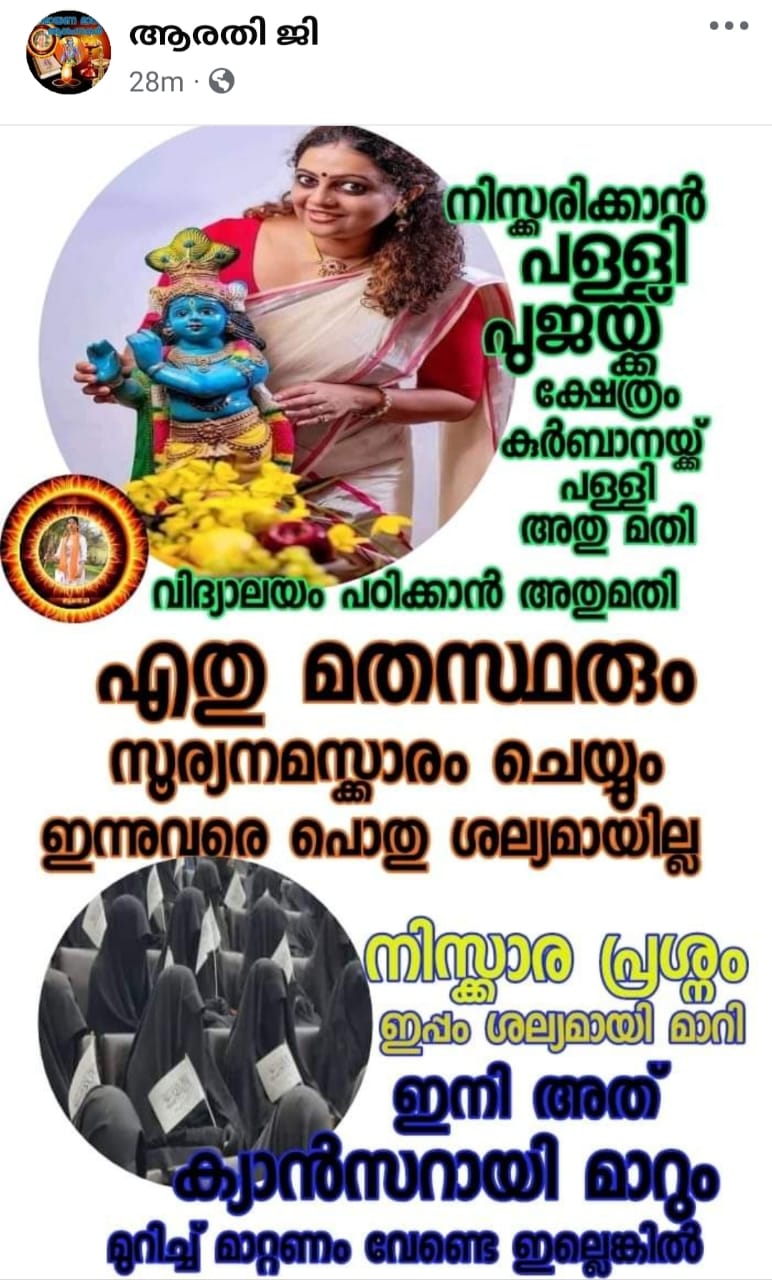 ആരതി ജി
28m ·
നിസ്ക്കരിക്കാൻ
പള്ളി
പൂജയ്ക്ക്
ക്ഷേത്രം
കുർബാനയ്ക്ക്
പള്ളി
അതു മതി
വിദ്യാലയം പഠിക്കാൻ അതുമതി
എതു മതസ്ഥരും
സൂര്യനമസ്ക്കാരം ചെയ്യും
ഇന്നുവരെ പൊതു ശല്യമായില്ല
നിസ്ക്കാര പ്രശ്നം
ഇപ്പം ശല്യമായി മാറി
ഇനി അത്
ക്യാൻസറായി മാറും
മുറിച്ച് മാറ്റണം വേണ്ടെ ഇല്ലെങ്കിൽ